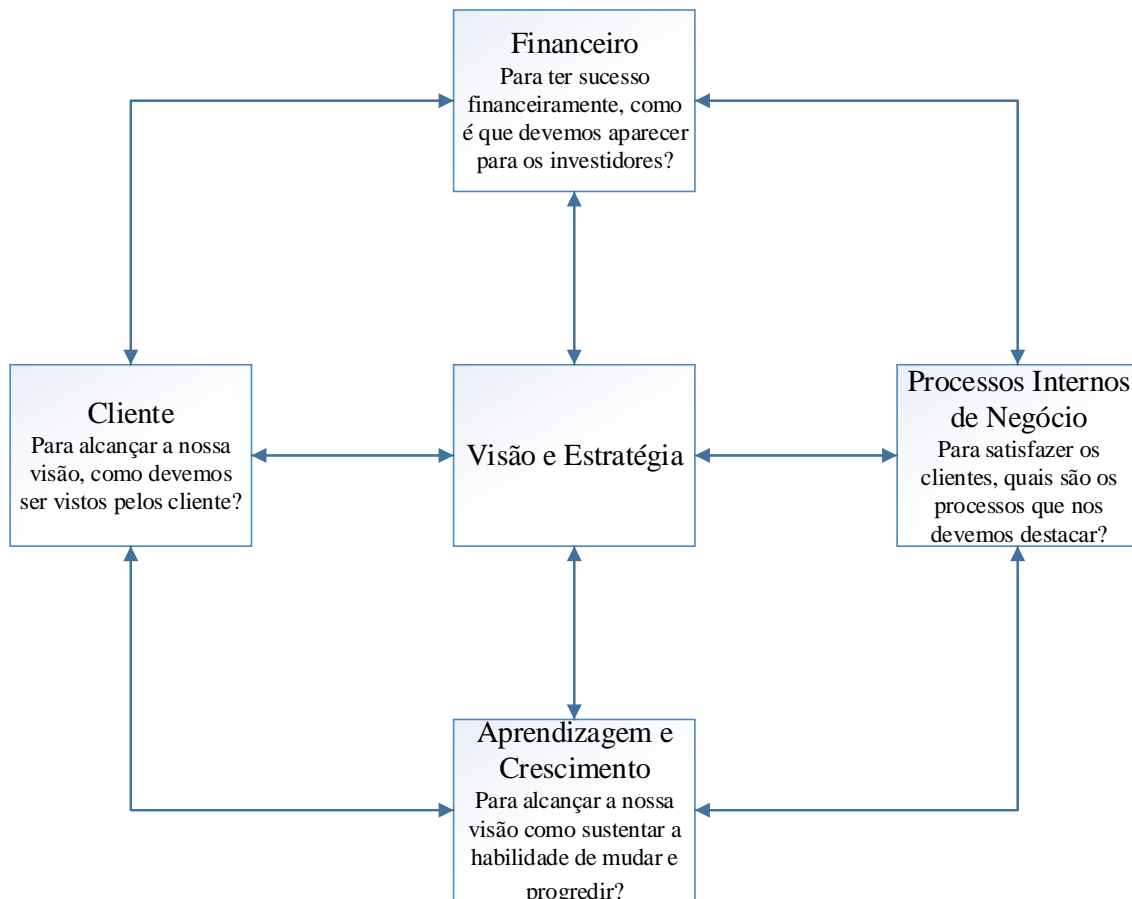 Financeiro
Para ter sucesso
financeiramente, como
é que devemos aparecer
para os investidores?
Cliente
Para alcançar a nossa
visão, como devemos
ser vistos pelos cliente?
Visão e Estratégia
Processos Internos
de Negócio
Para satisfazer os
clientes, quais são os
processos que nos
devemos destacar?
Aprendizagem e
Crescimento
Para alcançar a nossa
visão como sustentar a
habilidade de mudar e
progredir?